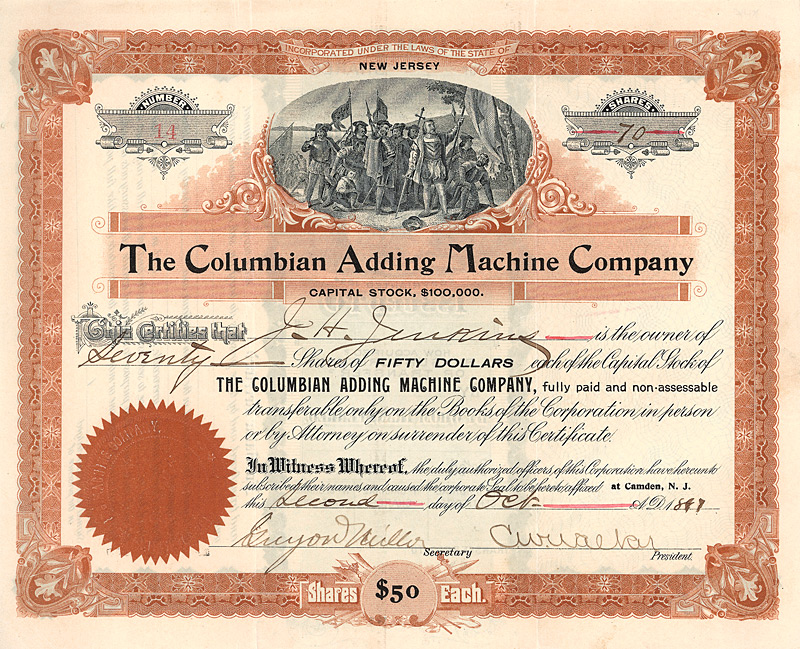 INCORPORATED UNDER THE LAWS OF THE STATE OF
NEW JERSEY
NUMBER
14
SHARES
70
The Columbian Adding Machine Company
CAPITAL STOCK, $100,000.
This Certifies that J. H. Jenkins is the owner of
Seventy Shares of FIFTY DOLLARS each of the Capital Stock of
THE COLUMBIAN ADDING MACHINE COMPANY, fully paid and non-assessable
transferable only on the Books of the Corporation in person
or by Attorney on surrender of this Certificate.
In Witness Whereof, the duly authorized officers of this Corporation have hereunto
subscribed their names and caused the corporate Seal to be hereto affixed at Camden, N. J.
this second day of Oct. A.D. 1897
Miller
Secretary
President.
Shares $50 Each.